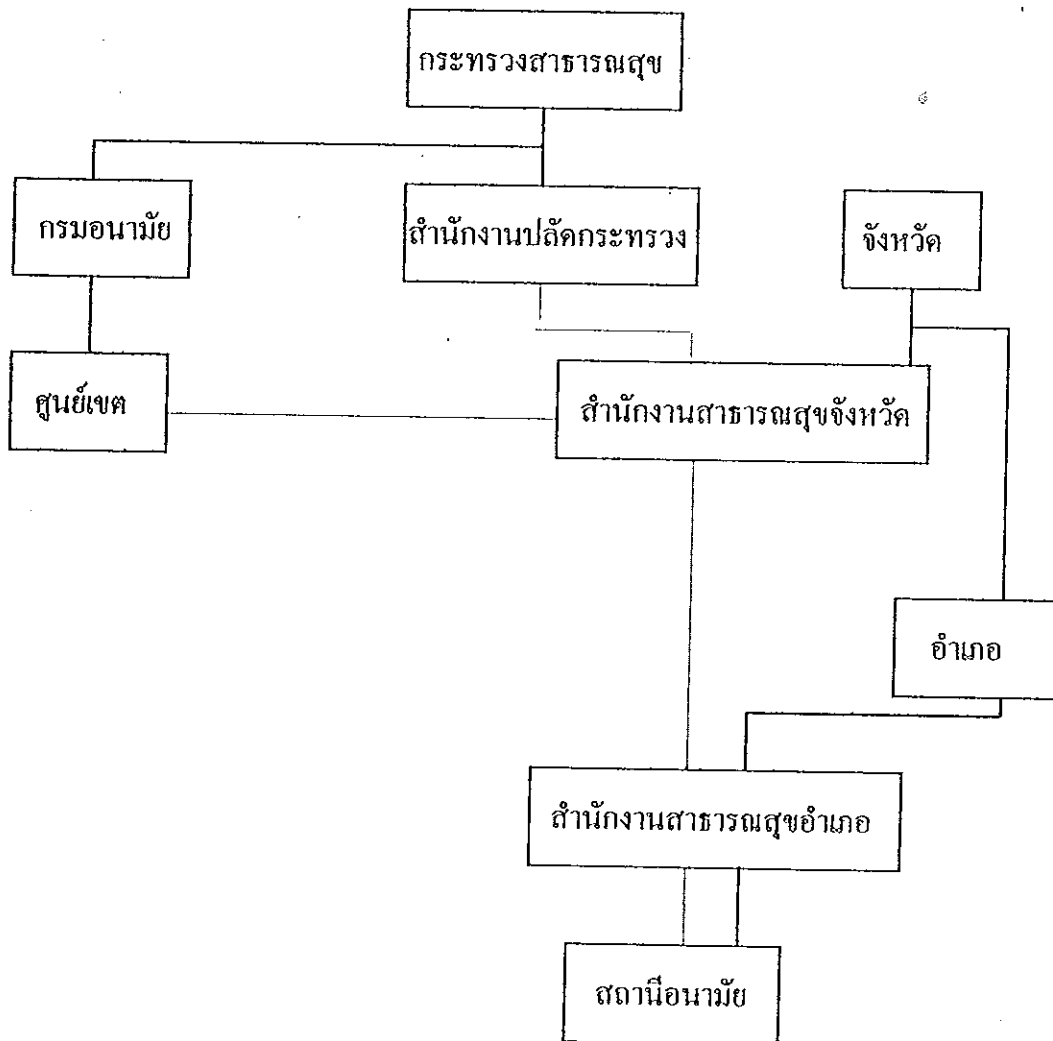 กระทรวงสาธารณสุข
กรมอนามัย
สำนักงานปลัดกระทรวง
จังหวัด
ศูนย์เขต
สำนักงานสาธารณสุขจังหวัด
อำเภอ
สำนักงานสาธารณสุขอำเภอ
สถานีอนามัย